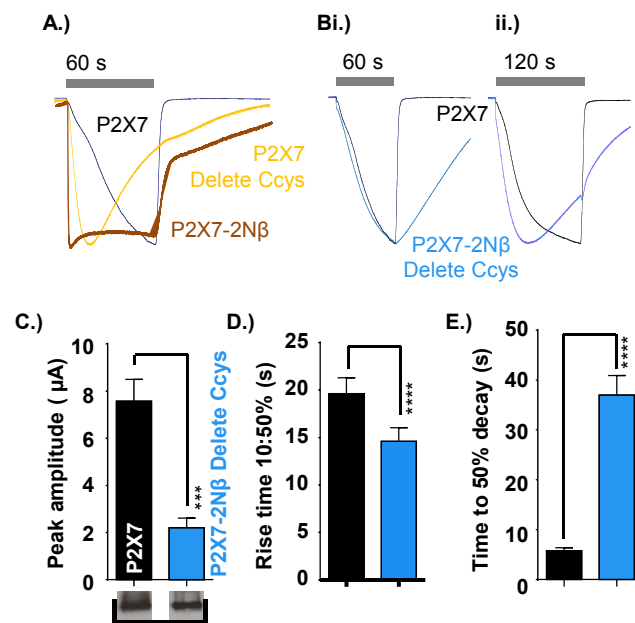 A.)
60 s
P2X7
P2X7
Delete Ccys
P2X7-2Nβ
Bi.)
60 s
P2X7
P2X7-2Nβ
Delete Ccys
ii.)
120 s
C.)
Peak amplitude ( µA)
10
8
6
4
2
0
P2X7
***
P2X7-2Nβ Delete Ccys
D.)
Rise time 10:50% (s)
25
20
15
10
5
0
****
E.)
Time to 50% decay (s)
50
40
30
20
10
0
****